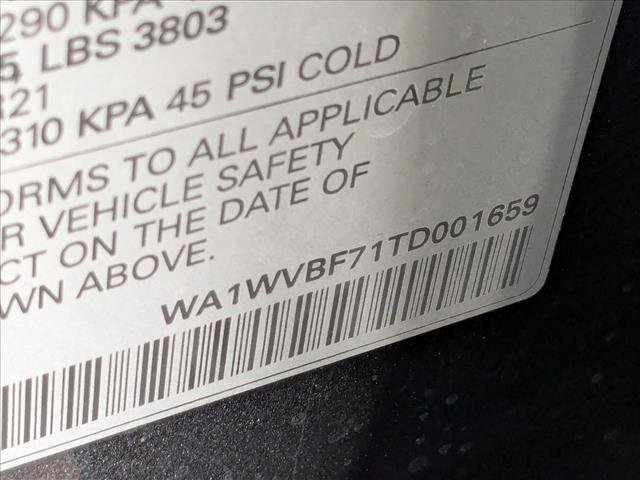 290 KPA
LBS 3803
R21
310 KPA 45 PSI COLD
ORMS TO ALL APPLICABLE
R VEHICLE SAFETY
CT ON THE DATE OF
WN ABOVE.
WA1WVBF71TD001659